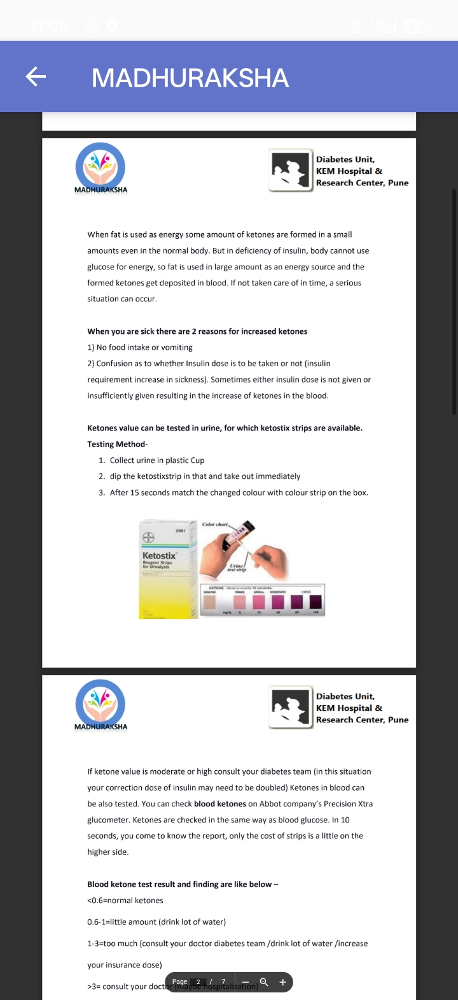 11:06
MADHURAKSHA
MADHURAKSHA
Diabetes Unit,
KEM Hospital &
Research Center, Pune
When fat is used as energy some amount of ketones are formed in a small
amounts even in the normal body. But in deficiency of insulin, body cannot use
glucose for energy, so fat is used in large amount as an energy source and the
formed ketones get deposited in blood. If not taken care of in time, a serious
situation can occur.
When you are sick there are 2 reasons for increased ketones
1) No food intake or vomiting
2) Confusion as to whether Insulin dose is to be taken or not (insulin
requirement increase in sickness). Sometimes either insulin dose is not given or
insufficiently given resulting in the increase of ketones in the blood.
Ketones value can be tested in urine, for which ketostix strips are available.
Testing Method-
1. Collect urine in plastic Cup
2. dip the ketostixstrip in that and take out immediately
3. After 15 seconds match the changed colour with colour strip on the box.
2881
Ketostix
Reagent Strips
for Urinalysis
Color chart
Urine
test strip
KETONE - Read at exactly 15 seconds.
NEGATIVE TRACE SMALL MODERATE LARGE
mg/dL 5 15 40 80 160
MADHURAKSHA
Diabetes Unit,
KEM Hospital &
Research Center, Pune
If ketone value is moderate or high consult your diabetes team (in this situation
your correction dose of insulin may need to be doubled) Ketones in blood can
be also tested. You can check blood ketones on Abbot company's Precision Xtra
glucometer. Ketones are checked in the same way as blood glucose. In 10
seconds, you come to know the report, only the cost of strips is a little on the
higher side.
Blood ketone test result and finding are like below –
<0.6=normal ketones
0.6-1=little amount (drink lot of water)
1-3=too much (consult your doctor diabetes team /drink lot of water /increase
your insurance dose)
>3= consult your doctor (maybe hospitalization)
Page 2 / 7